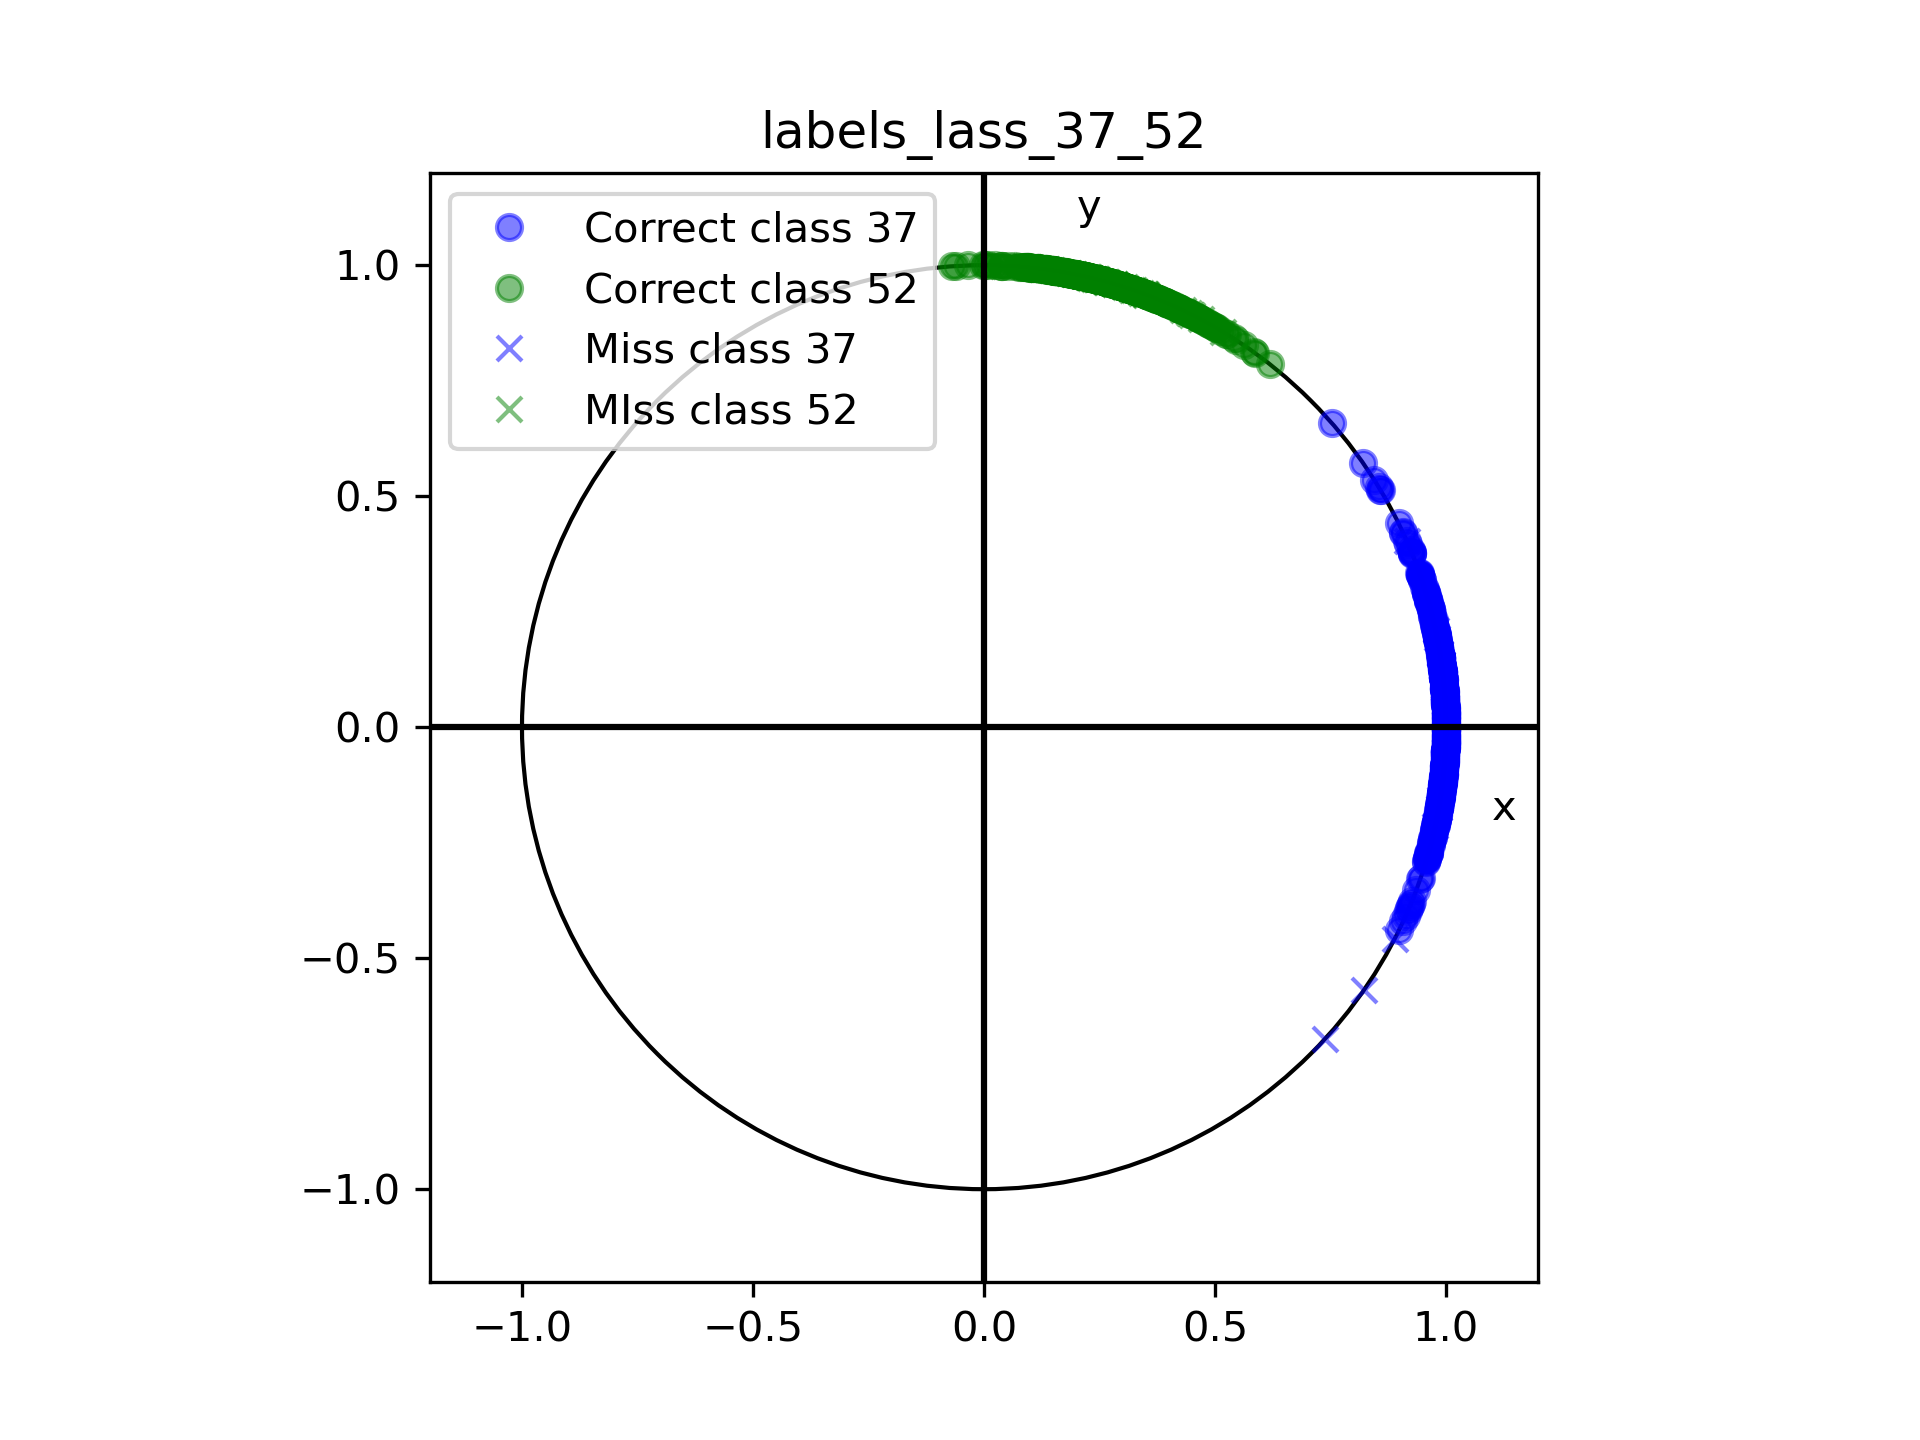 labels_lass_37_52
y
Correct class 37
Correct class 52
Miss class 37
MIss class 52
1.0
0.5
0.0
−0.5
−1.0
x
−1.0
−0.5
0.0
0.5
1.0